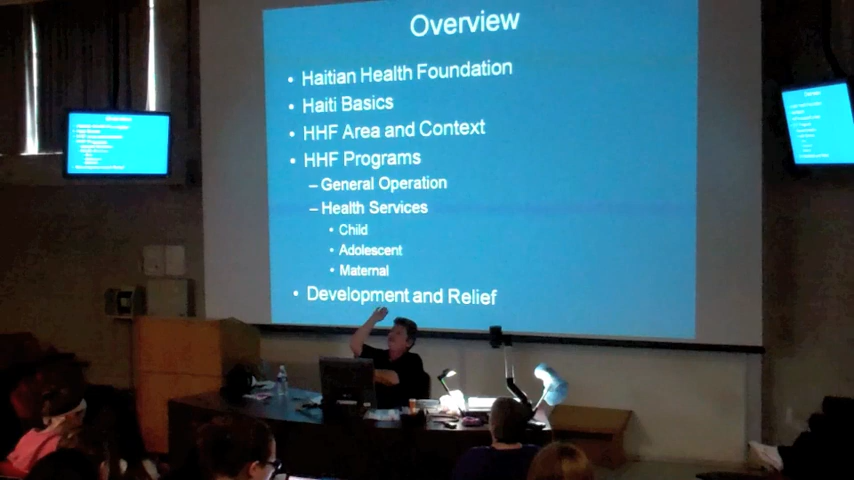 Overview
• Haitian Health Foundation
• Haiti Basics
• HHF Area and Context
• HHF Programs
– General Operation
– Health Services
• Child
• Adolescent
• Maternal
• Development and Relief